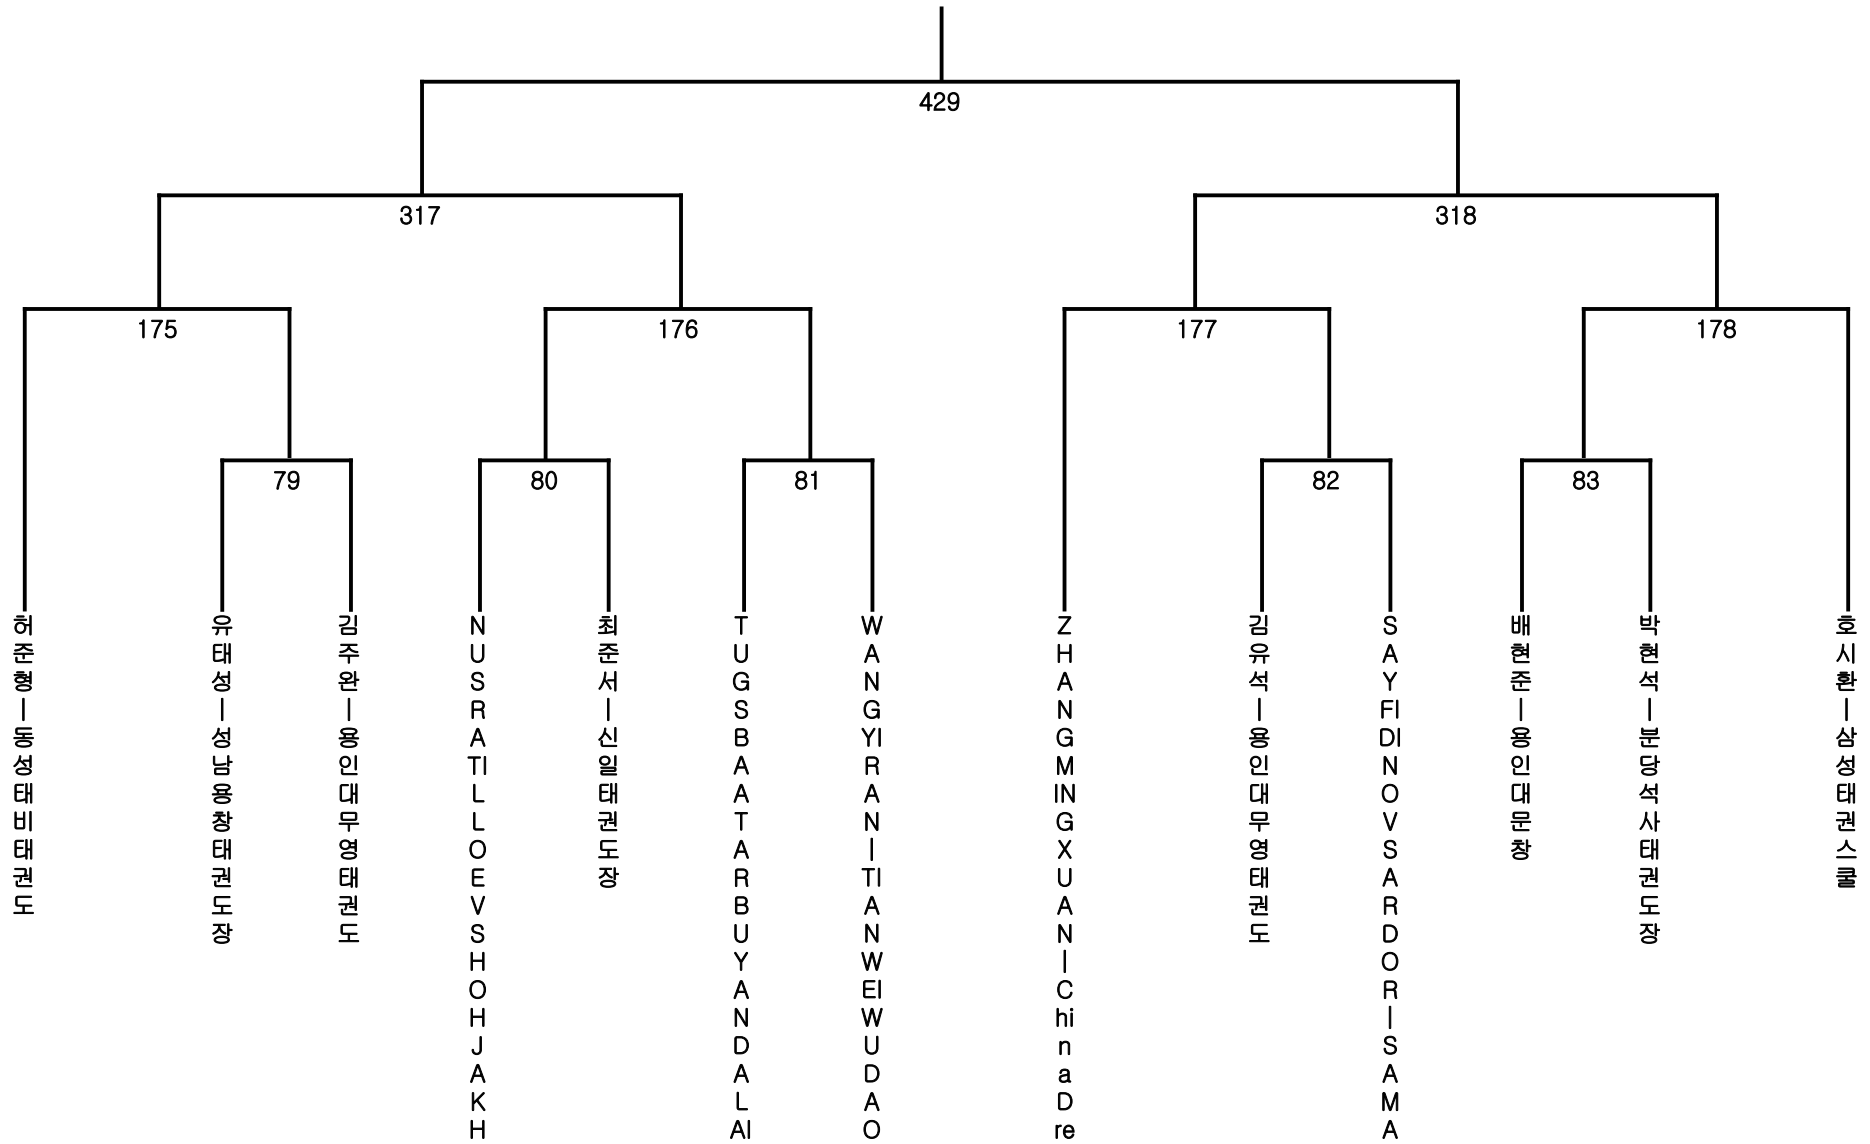 429
317
318
175
176
177
178
79
80
81
82
83
허준형|동성태비태권도
유태성|성남용창태권도장
김주완|용인대무영태권도
NUSRATILLOEVSHOHJAKH
최준서|신일태권도장
TUGSBAATARBUYANDALAI
WANGYIRAN|TIANWEIWUDAO
ZHANGMINGXUAN|ChinaDre
김유석|용인대무영태권도
SAYFIDINOVSARDOR|SAMA
배현준|용인대문창
박현석|분당석사태권도장
호시환|삼성태권스쿨